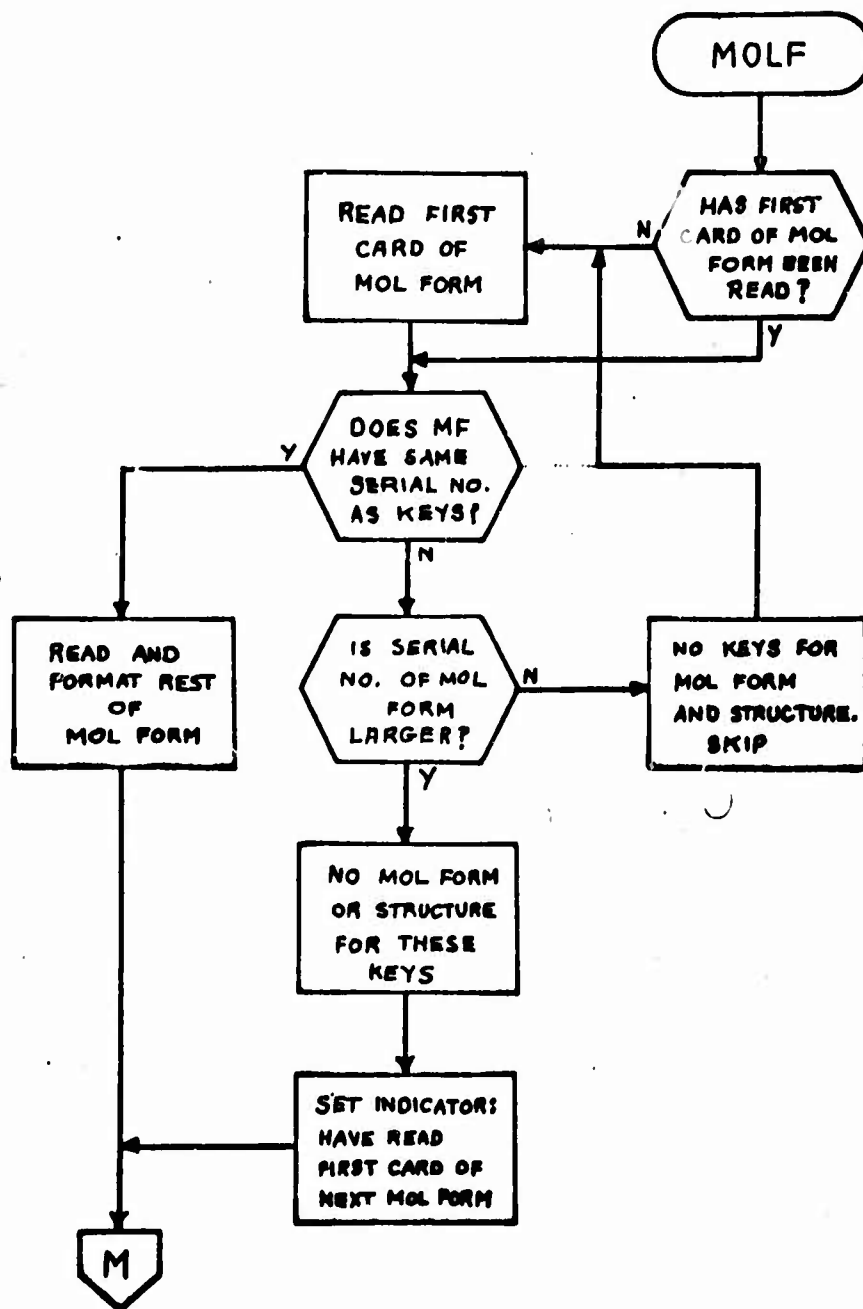 MOLF
HAS FIRST
CARD OF MOL
FORM BEEN
READ?
N
Y
READ FIRST
CARD OF
MOL FORM
DOES MF
HAVE SAME
SERIAL NO.
AS KEYS?
Y
N
READ AND
FORMAT REST
OF
MOL FORM
IS SERIAL
NO. OF MOL
FORM
LARGER?
N
Y
NO KEYS FOR
MOL FORM
AND STRUCTURE.
SKIP
NO MOL FORM
OR STRUCTURE
FOR THESE
KEYS
SET INDICATOR:
HAVE READ
FIRST CARD OF
NEXT MOL FORM
M